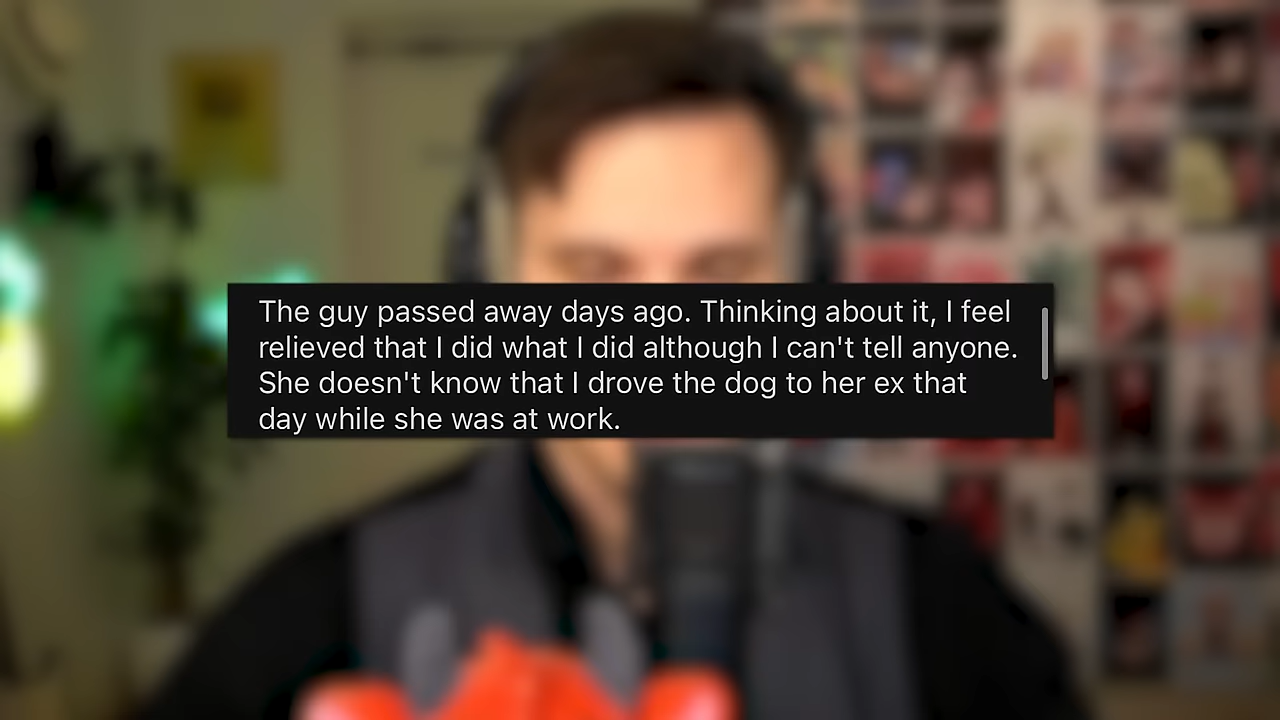 The guy passed away days ago. Thinking about it, I feel
relieved that I did what I did although I can't tell anyone.
She doesn't know that I drove the dog to her ex that
day while she was at work.